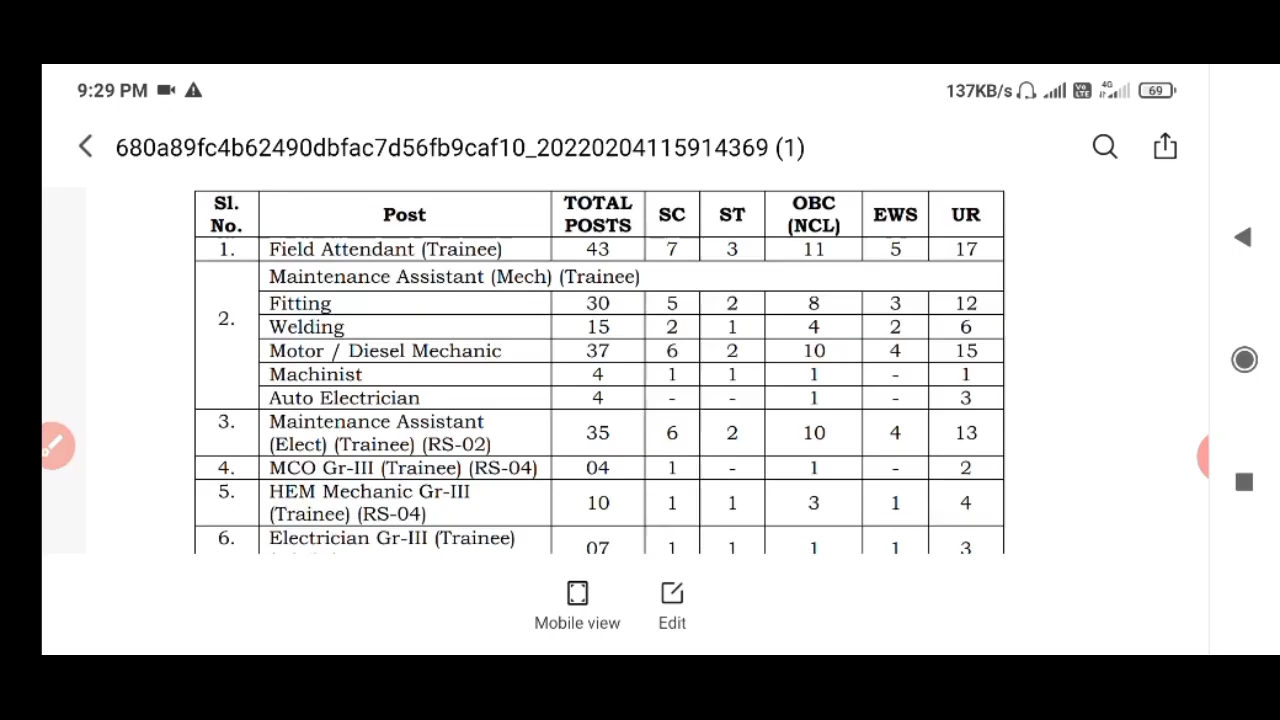 9:29 PM 137KB/s Vo LTE 4G 69
680a89fc4b62490dbfac7d56fb9caf10_20220204115914369 (1)
Sl. No. Post TOTAL POSTS SC ST OBC (NCL) EWS UR
1. Field Attendant (Trainee) 43 7 3 11 5 17
2. Maintenance Assistant (Mech) (Trainee)
Fitting 30 5 2 8 3 12
Welding 15 2 1 4 2 6
Motor / Diesel Mechanic 37 6 2 10 4 15
Machinist 4 1 1 1 - 1
Auto Electrician 4 - - 1 - 3
3. Maintenance Assistant
(Elect) (Trainee) (RS-02) 35 6 2 10 4 13
4. MCO Gr-III (Trainee) (RS-04) 04 1 - 1 - 2
5. HEM Mechanic Gr-III
(Trainee) (RS-04) 10 1 1 3 1 4
6. Electrician Gr-III (Trainee)
07 1 1 1 1 3
Mobile view Edit